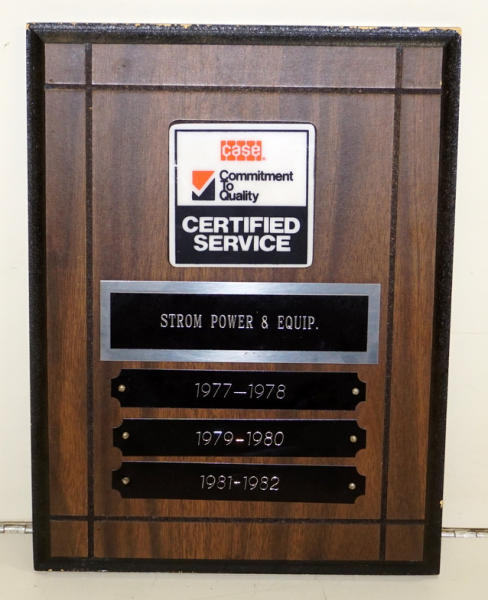 case
Commitment
To
Quality
CERTIFIED
SERVICE
STROM POWER & EQUIP.
1977—1978
1979-1980
1981-1982